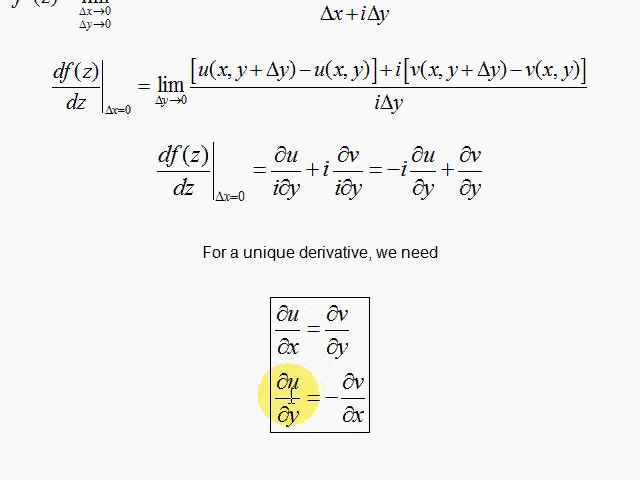 Δx→0
Δy→0
Δx+iΔy
df(z)/dz|Δx=0 = lim Δy→0 [u(x, y+Δy)−u(x, y)]+i[v(x, y+Δy)−v(x, y)]/iΔy
df(z)/dz|Δx=0 = ∂u/i∂y + i ∂v/i∂y = −i ∂u/∂y + ∂v/∂y
For a unique derivative, we need
∂u/∂x = ∂v/∂y
∂u/∂y = − ∂v/∂x